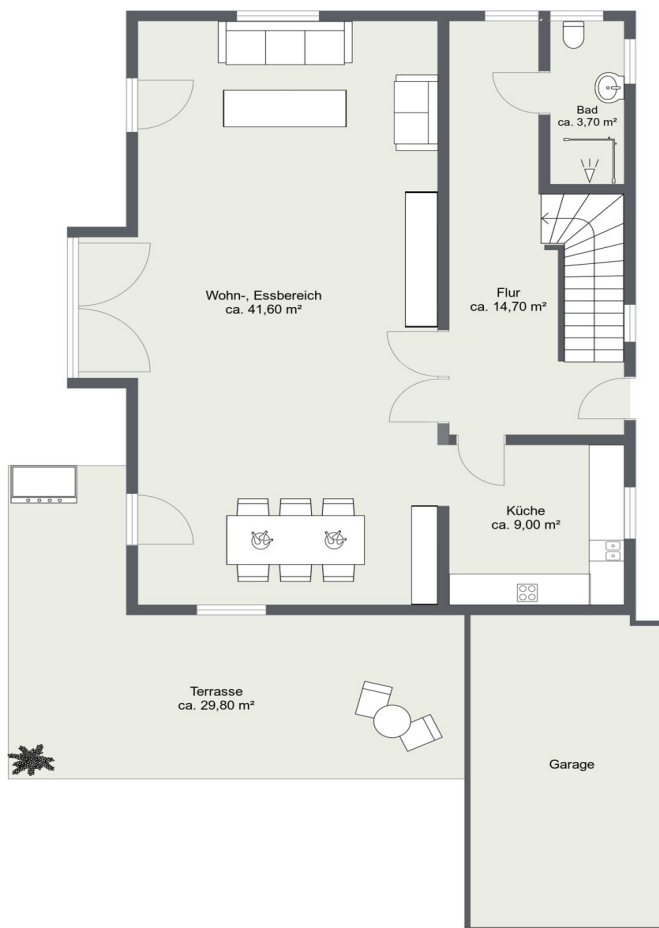 Bad
ca. 3,70 m²
Wohn-, Essbereich
ca. 41,60 m²
Flur
ca. 14,70 m²
Küche
ca. 9,00 m²
Terrasse
ca. 29,80 m²
Garage